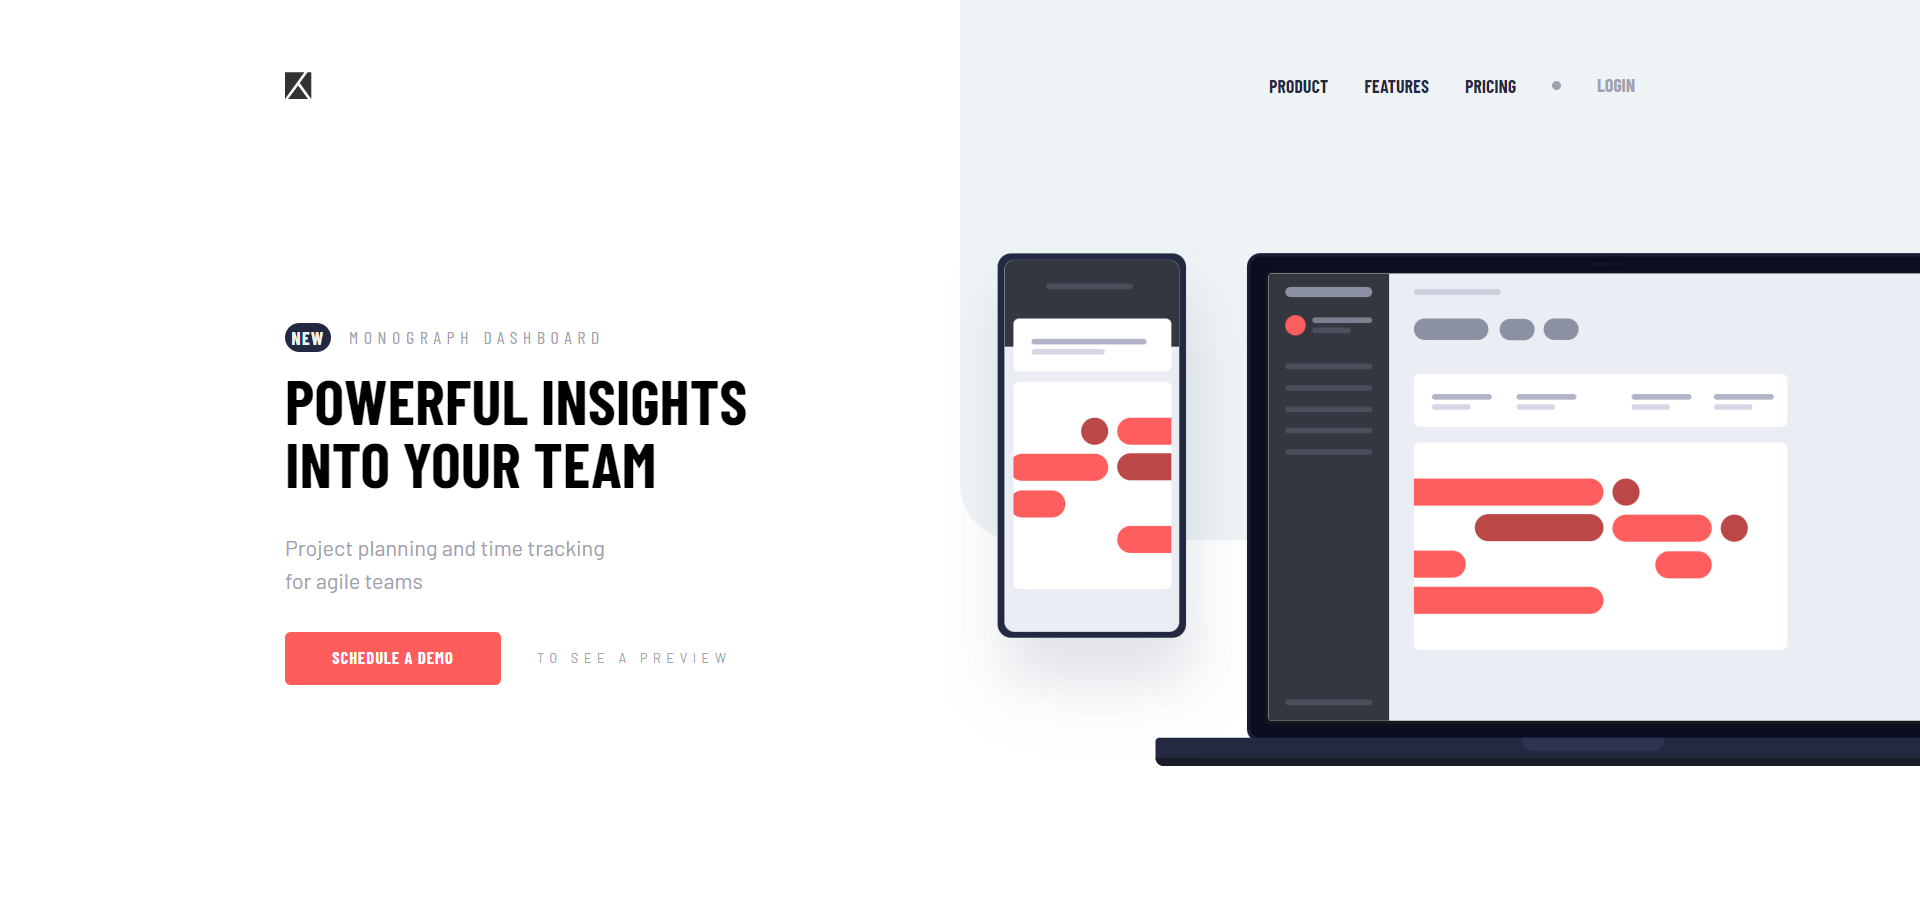 PRODUCT FEATURES PRICING LOGIN
NEW MONOGRAPH DASHBOARD
POWERFUL INSIGHTS
INTO YOUR TEAM
Project planning and time tracking
for agile teams
SCHEDULE A DEMO TO SEE A PREVIEW